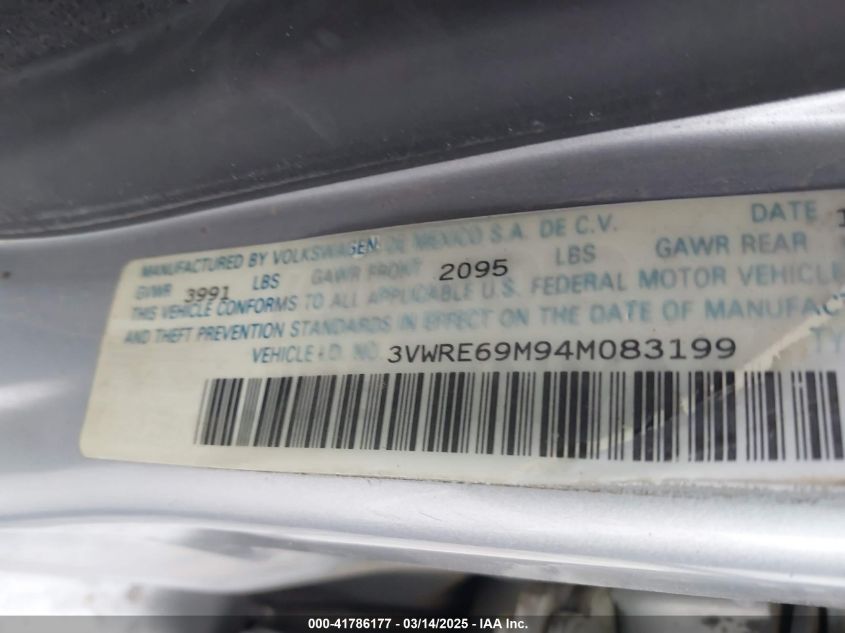 MANUFACTURED BY VOLKSWAGEN DE MEXICO S.A. DE C.V. DATE 1
GVWR 3991 LBS GAWR FRONT 2095 LBS GAWR REAR
THIS VEHICLE CONFORMS TO ALL APPLICABLE U.S. FEDERAL MOTOR VEHICLE
AND THEFT PREVENTION STANDARDS IN EFFECT ON THE DATE OF MANUFACT
VEHICLE I.D. NO. 3VWRE69M94M083199 TY
000-41786177 - 03/14/2025 - IAA Inc.